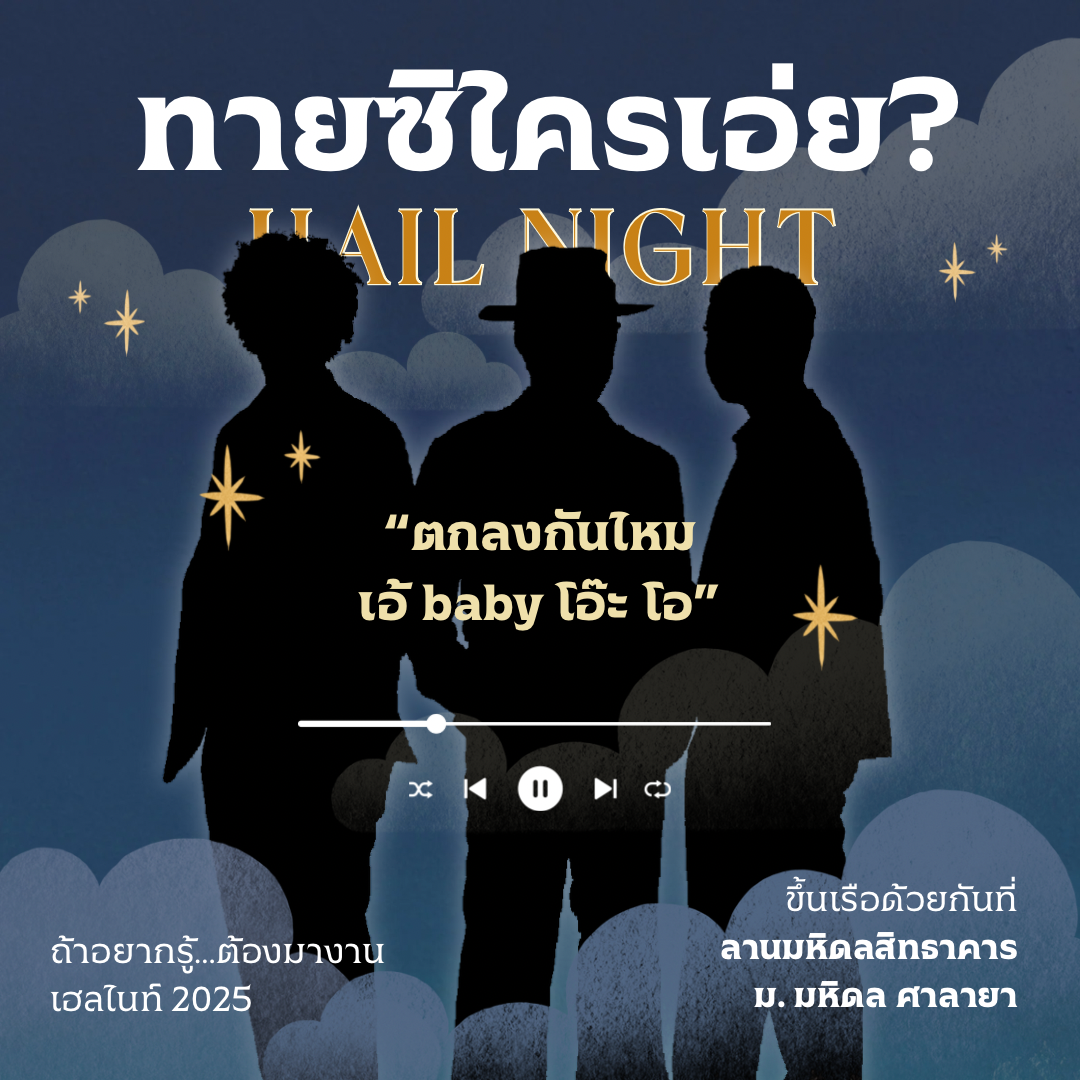 ทายซิใครเอ่ย?
HAIL NIGHT
“ตกลงกันไหม
เอ้ baby โอ๊ะ โอ”
ถ้าอยากรู้...ต้องมางาน
เฮลไนท์ 2025
ขึ้นเรือด้วยกันที่
ลานมหิดลสิทธาคาร
ม. มหิดล ศาลายา